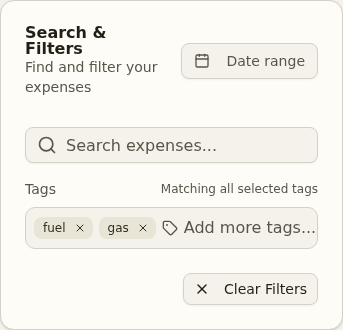 Search &
Filters
Find and filter your
expenses
Date range
Search expenses...
Tags
Matching all selected tags
fuel × gas × Add more tags...
× Clear Filters